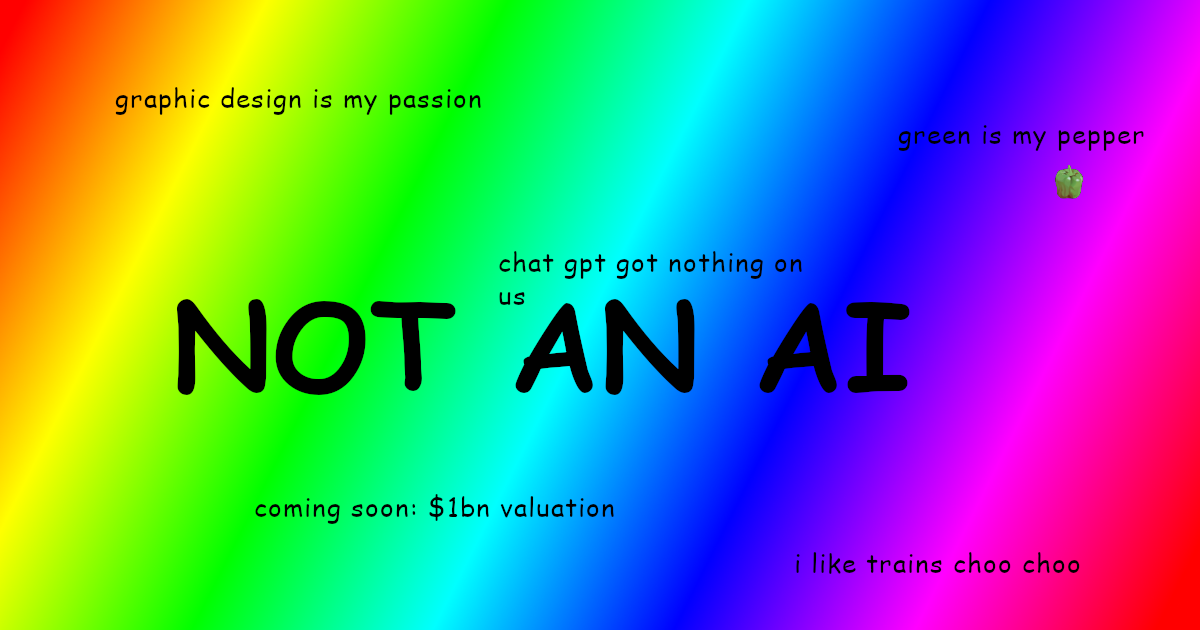 graphic design is my passion
green is my pepper
chat gpt got nothing on
us
NOT AN AI
coming soon: $1bn valuation
i like trains choo choo